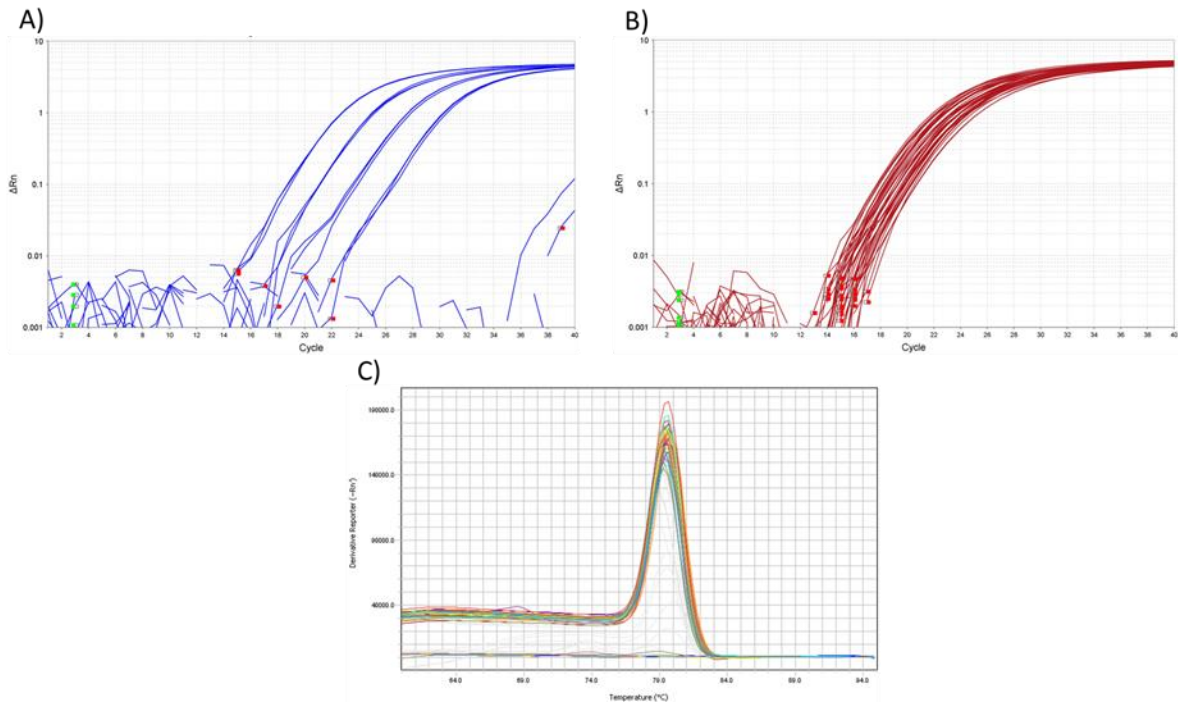 A)
B)
10
1
0.1
0.01
0.001
ΔRn
2 4 6 8 10 12 14 16 18 20 22 24 26 28 30 32 34 36 38 40
Cycle
10
1
0.1
0.01
0.001
ΔRn
2 4 6 8 10 12 14 16 18 20 22 24 26 28 30 32 34 36 38 40
Cycle
C)
190000.0
140000.0
90000.0
40000.0
Derivative Reporter (-Rn')
64.0 69.0 74.0 79.0 84.0 89.0 94.0
Temperature (°C)